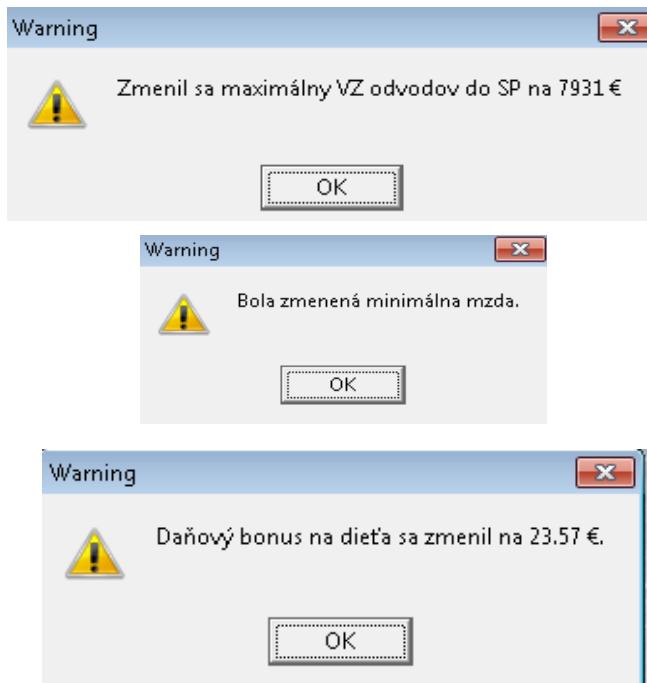 Warning
Zmenil sa maximálny VZ odvodov do SP na 7931 €
OK
Warning
Bola zmenená minimálna mzda.
OK
Warning
Daňový bonus na dieťa sa zmenil na 23.57 €.
OK